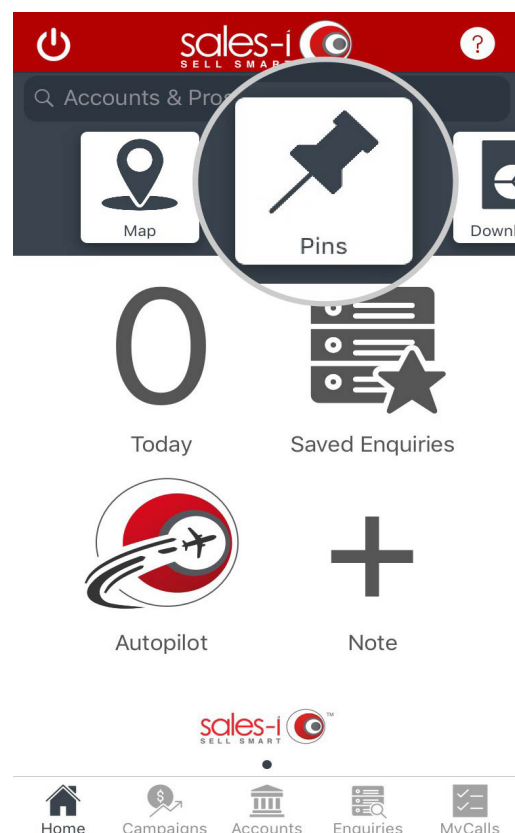 sales-i
SELL SMART
?
Accounts & Pros
Map
Pins
Downl
0
Today
Saved Enquiries
Autopilot
Note
sales-i
SELL SMART
TM
Home
Campaigns
Accounts
Enquiries
MyCalls